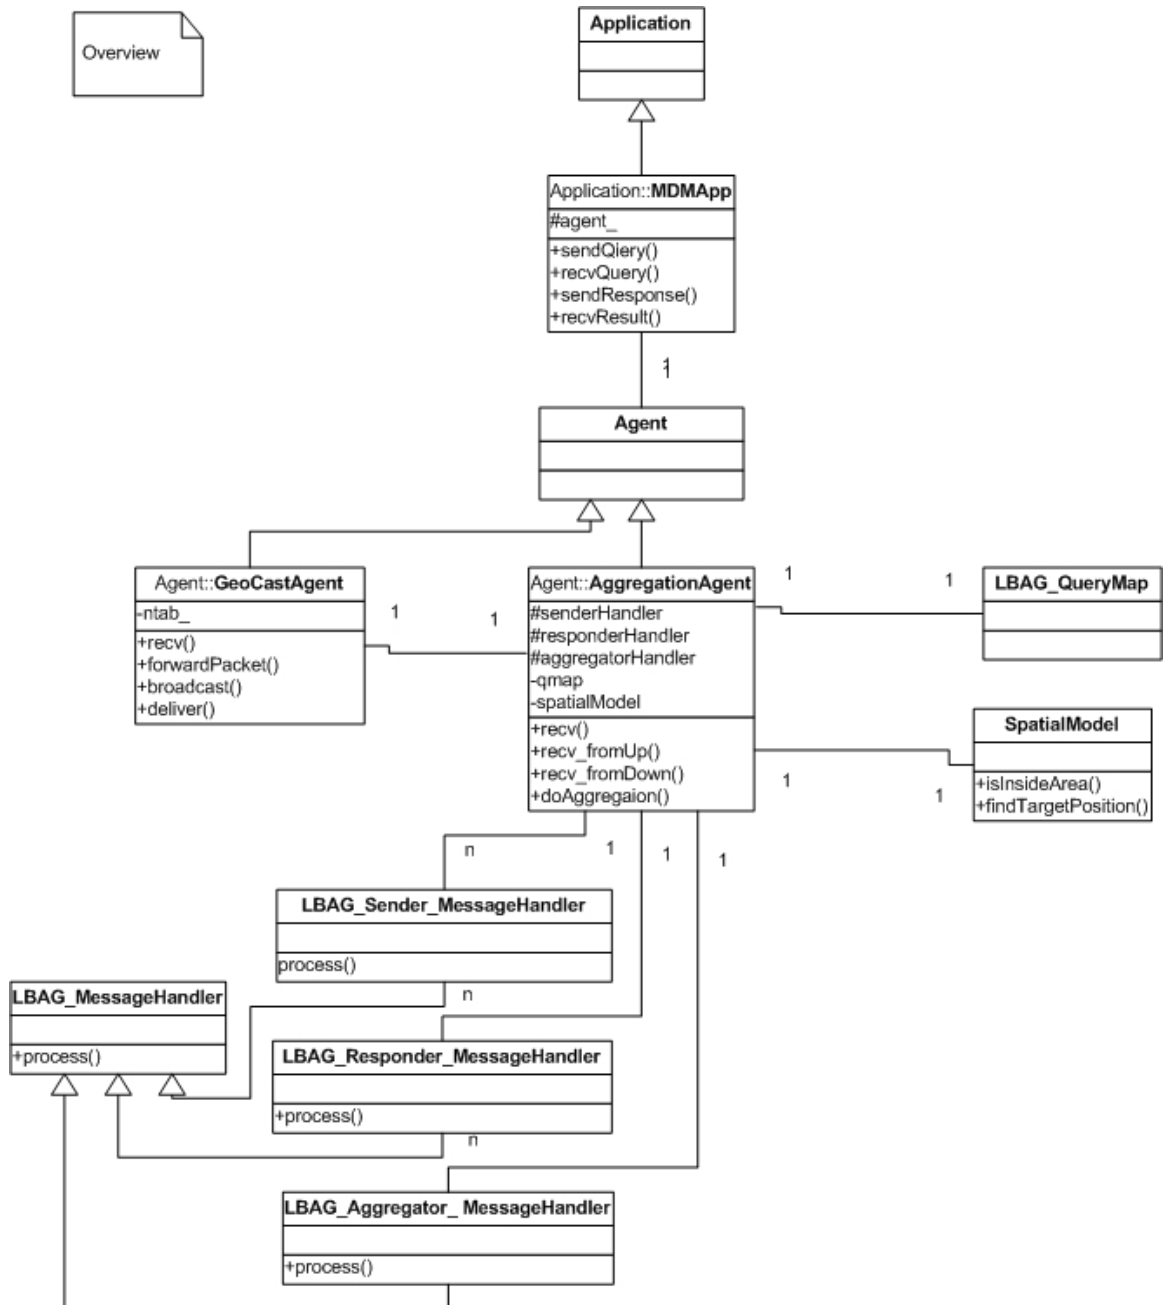 Overview
Application
Application::MDMApp
#agent_
+sendQiery()
+recvQuery()
+sendResponse()
+recvResult()
1
1
Agent
Agent::GeoCastAgent
-ntab_
+recv()
+forwardPacket()
+broadcast()
+deliver()
1
1
Agent::AggregationAgent
#senderHandler
#responderHandler
#aggregatorHandler
-qmap
-spatialModel
+recv()
+recv_fromUp()
+recv_fromDown()
+doAggregaion()
1
1
LBAG_QueryMap
SpatialModel
+isInsideArea()
+findTargetPosition()
1
1
n
1
1
1
LBAG_Sender_MessageHandler
process()
n
LBAG_MessageHandler
+process()
LBAG_Responder_MessageHandler
+process()
n
LBAG_Aggregator_ MessageHandler
+process()